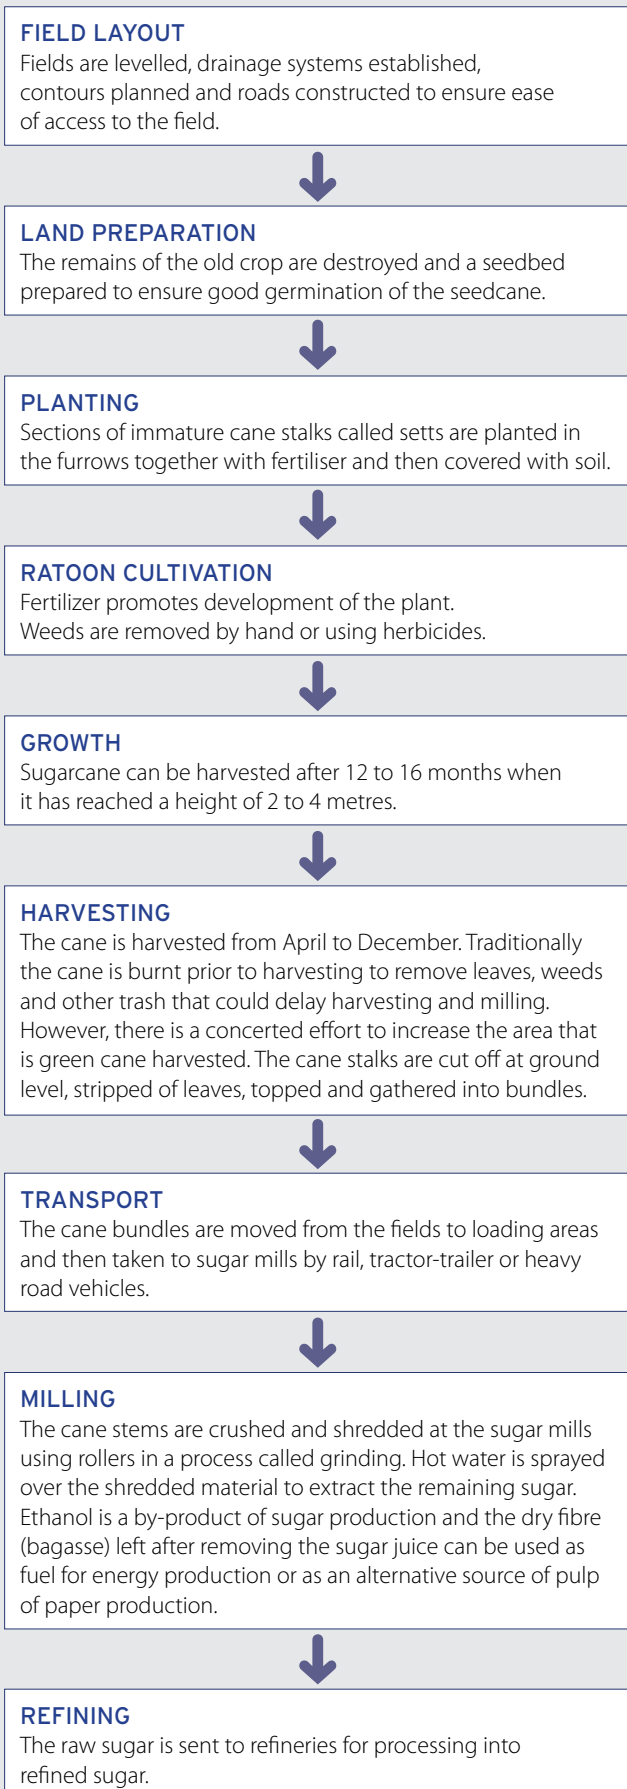 FIELD LAYOUT
Fields are levelled, drainage systems established,
contours planned and roads constructed to ensure ease
of access to the field.
LAND PREPARATION
The remains of the old crop are destroyed and a seedbed
prepared to ensure good germination of the seedcane.
PLANTING
Sections of immature cane stalks called setts are planted in
the furrows together with fertiliser and then covered with soil.
RATOON CULTIVATION
Fertilizer promotes development of the plant.
Weeds are removed by hand or using herbicides.
GROWTH
Sugarcane can be harvested after 12 to 16 months when
it has reached a height of 2 to 4 metres.
HARVESTING
The cane is harvested from April to December. Traditionally
the cane is burnt prior to harvesting to remove leaves, weeds
and other trash that could delay harvesting and milling.
However, there is a concerted effort to increase the area that
is green cane harvested. The cane stalks are cut off at ground
level, stripped of leaves, topped and gathered into bundles.
TRANSPORT
The cane bundles are moved from the fields to loading areas
and then taken to sugar mills by rail, tractor-trailer or heavy
road vehicles.
MILLING
The cane stems are crushed and shredded at the sugar mills
using rollers in a process called grinding. Hot water is sprayed
over the shredded material to extract the remaining sugar.
Ethanol is a by-product of sugar production and the dry fibre
(bagasse) left after removing the sugar juice can be used as
fuel for energy production or as an alternative source of pulp
of paper production.
REFINING
The raw sugar is sent to refineries for processing into
refined sugar.